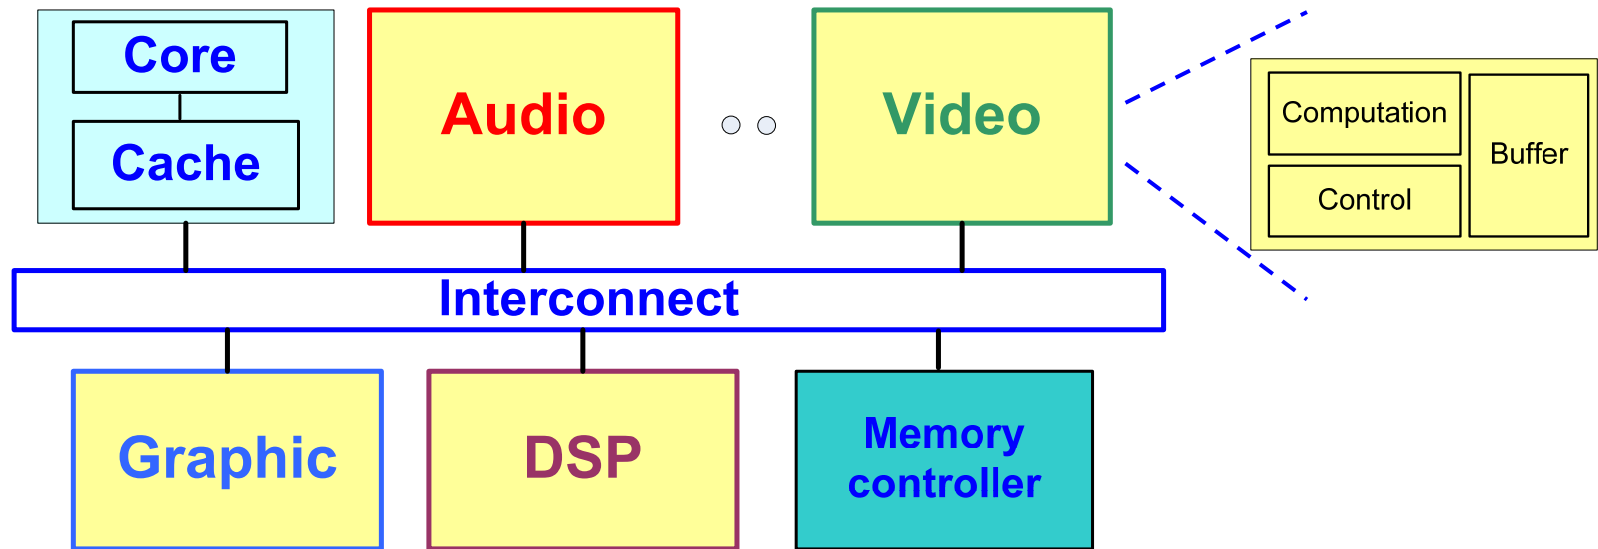 Core
Cache
Audio
Video
Computation
Control
Buffer
Interconnect
Graphic
DSP
Memory
controller